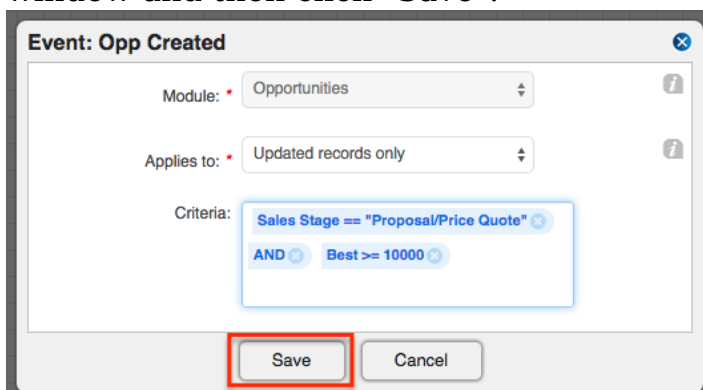 Event: Opp Created
Module: * Opportunities
Applies to: * Updated records only
Criteria: Sales Stage == "Proposal/Price Quote"
AND Best >= 10000
Save Cancel